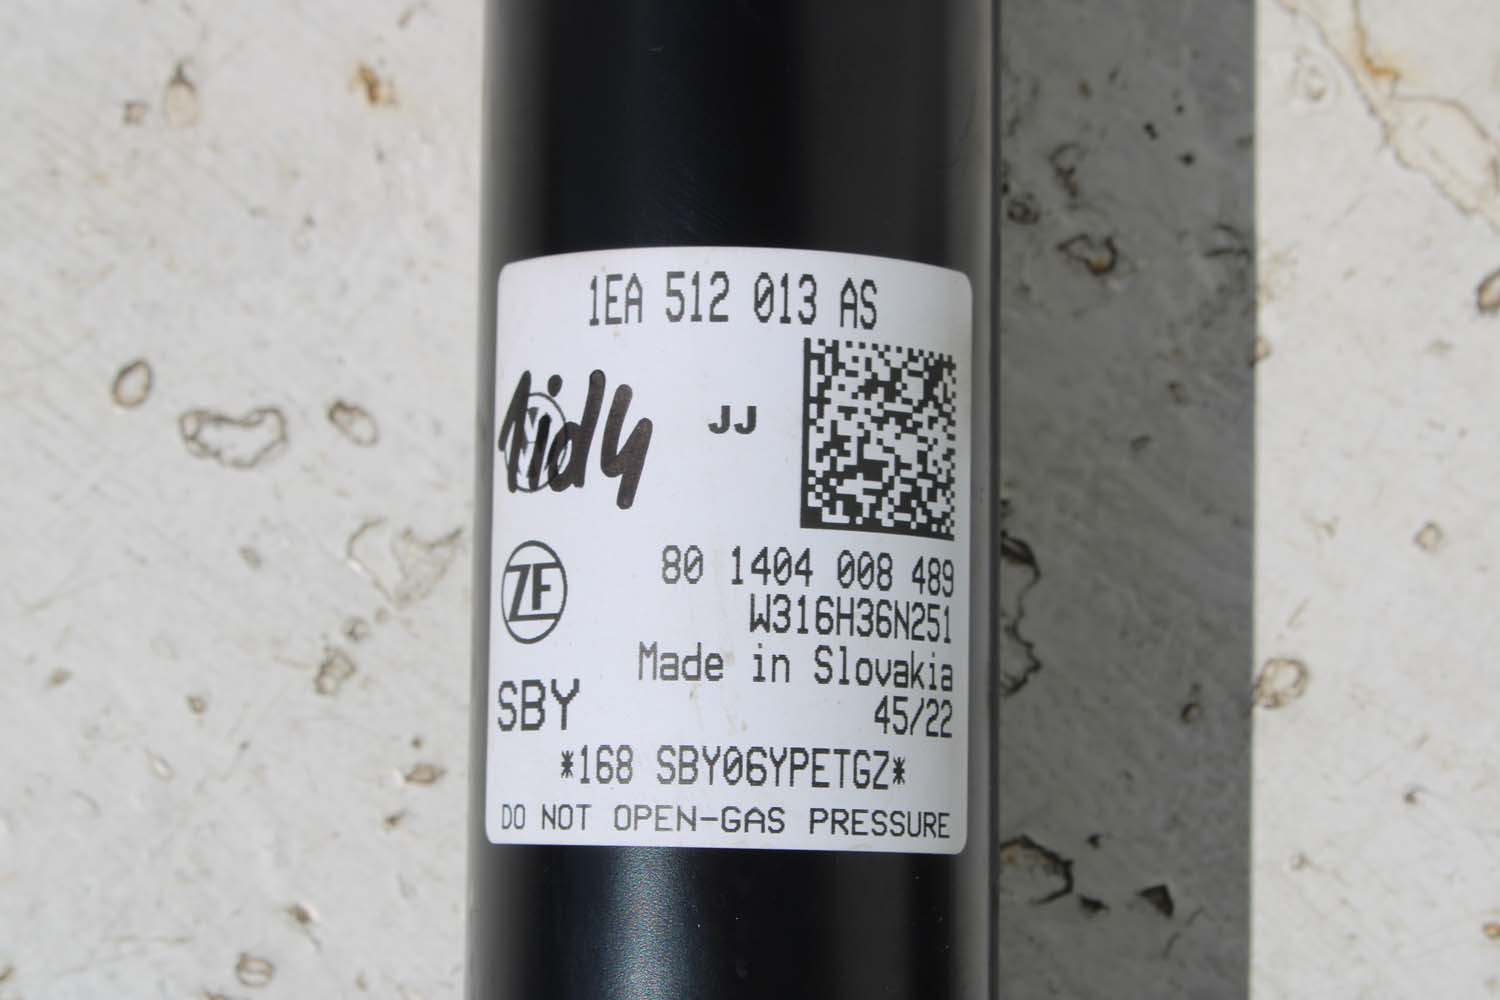 1EA 512 013 AS
1id4
JJ
80 1404 008 489
ZF
W316H36N251
Made in Slovakia
SBY
45/22
*168 SBY06YPETGZ*
DO NOT OPEN-GAS PRESSURE